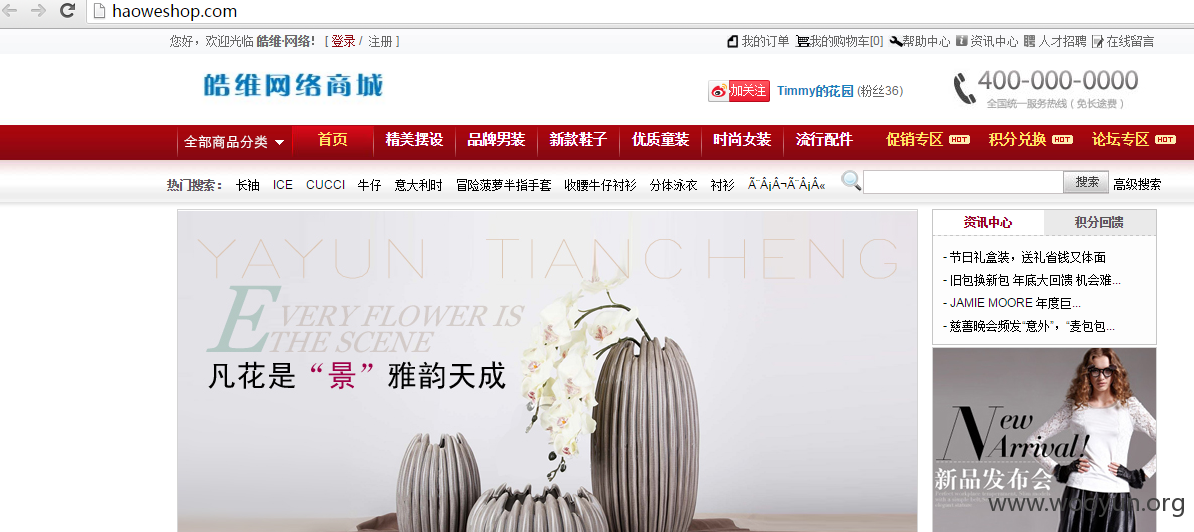 haoweshop.com
您好，欢迎光临 皓维·网络！ [ 登录 / 注册 ]
我的订单 我的购物车[0] 帮助中心 资讯中心 人才招聘 在线留言
皓维网络商城
加关注 Timmy的花园 (粉丝36)
400-000-0000
全国统一服务热线（免长途费）
全部商品分类 首页 精美摆设 品牌男装 新款鞋子 优质童装 时尚女装 流行配件 促销专区 HOT 积分兑换 HOT 论坛专区 HOT
热门搜索： 长袖 ICE CUCCI 牛仔 意大利时 冒险菠萝半指手套 收腰牛仔衬衫 分体泳衣 衬衫 Ã¨Â¡Â¬Ã¨Â¡Â« 搜索 高级搜索
YAYUN TIANCHENG
EVERY FLOWER IS
THE SCENE
凡花是“景”雅韵天成
资讯中心 积分回馈
- 节日礼盒装，送礼省钱又体面
- 旧包换新包 年底大回馈 机会难...
- JAMIE MOORE 年度巨...
- 慈善晚会频发“意外”，“麦包包...
New
Arrival!
新品发布会
www.wooyun.org